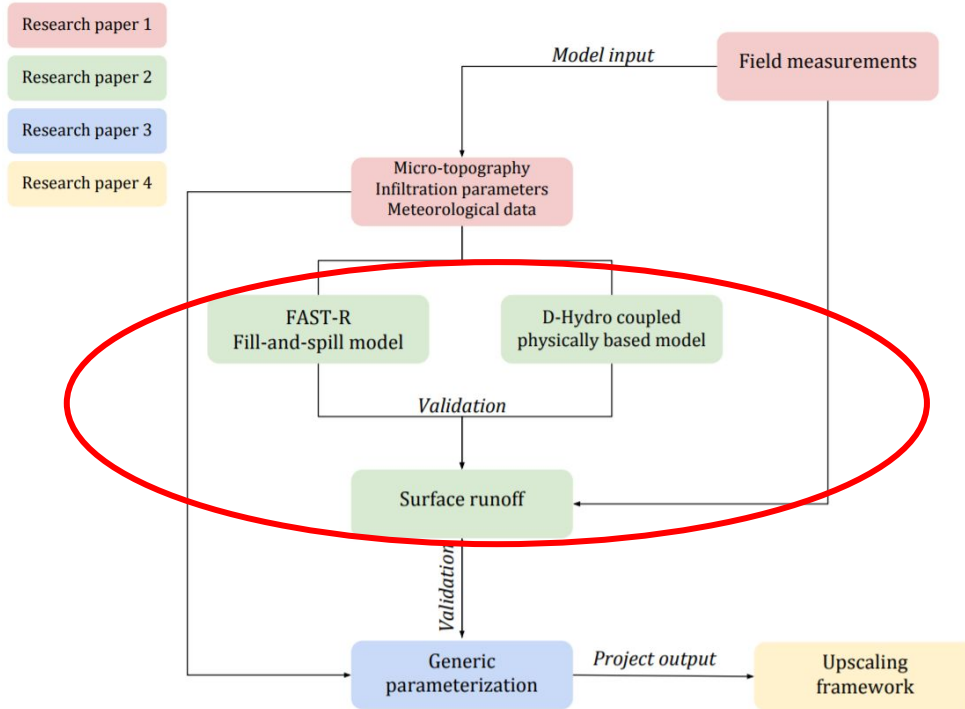 Research paper 1
Research paper 2
Research paper 3
Research paper 4
Model input
Field measurements
Micro-topography
Infiltration parameters
Meteorological data
FAST-R
Fill-and-spill model
D-Hydro coupled
physically based model
Validation
Surface runoff
Validation
Generic
parameterization
Project output
Upscaling
framework